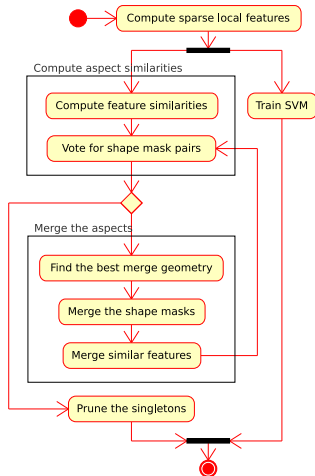 Compute sparse local features
Compute aspect similarities
Compute feature similarities
Train SVM
Vote for shape mask pairs
Merge the aspects
Find the best merge geometry
Merge the shape masks
Merge similar features
Prune the singletons